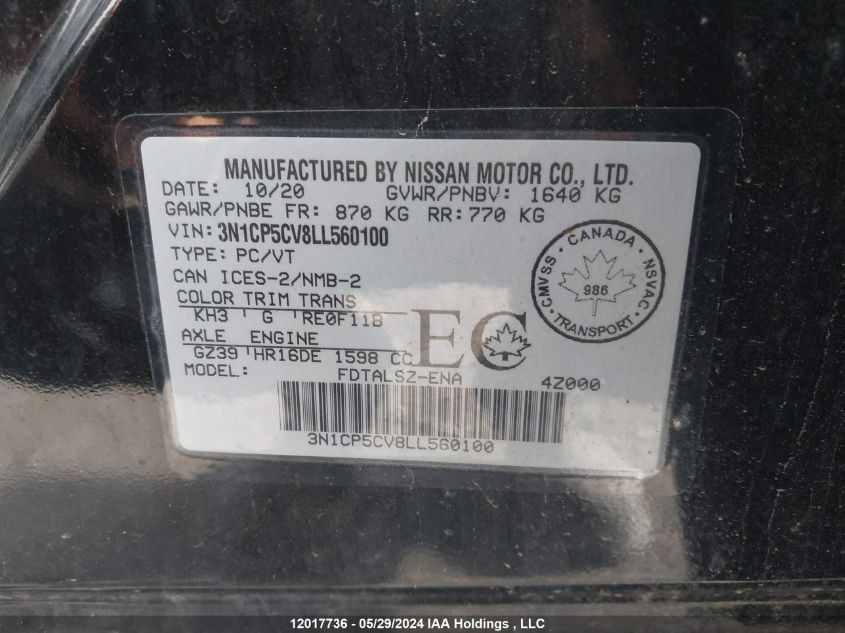 MANUFACTURED BY NISSAN MOTOR CO., LTD.
DATE: 10/20 GVWR/PNBV: 1640 KG
GAWR/PNBE FR: 870 KG RR:770 KG
VIN: 3N1CP5CV8LL560100
TYPE: PC/VT
CAN ICES-2/NMB-2
COLOR TRIM TRANS
KH3 G RE0F11B
AXLE ENGINE
GZ39 HR16DE 1598 CC
MODEL: FDTALSZ-ENA 4Z000
3N1CP5CV8LL560100
EC
CMVSS · CANADA · NSVAC
986
TRANSPORT
12017736 - 05/29/2024 IAA Holdings , LLC